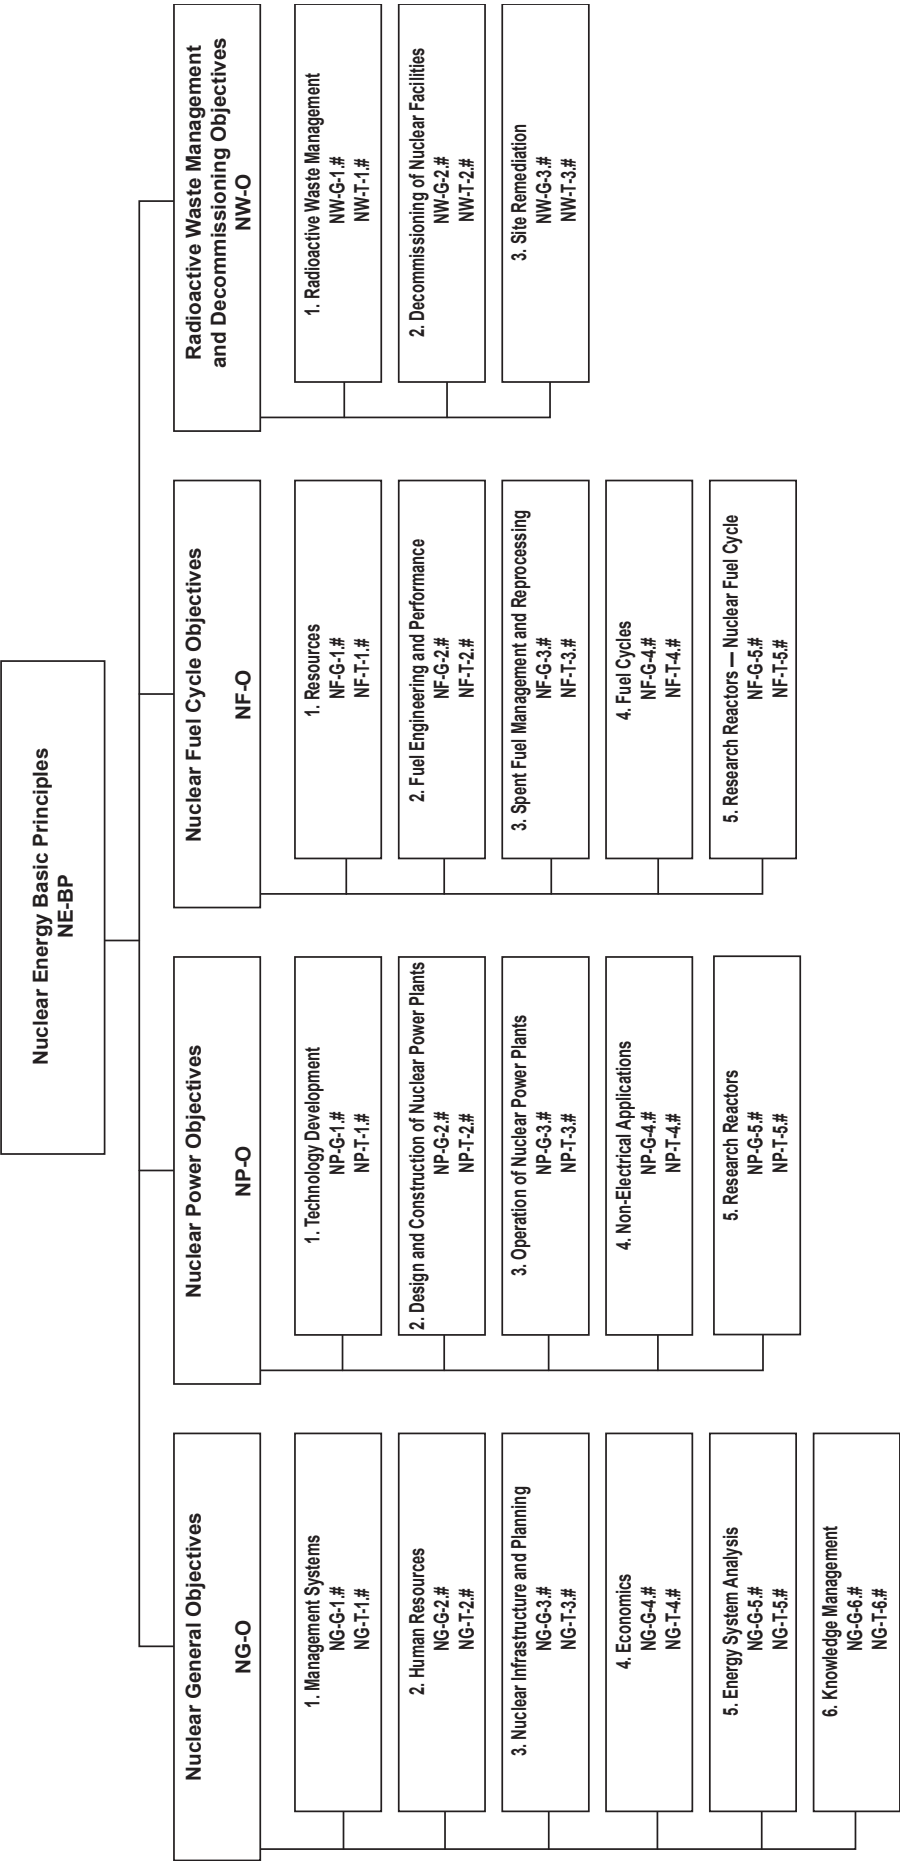 Nuclear Energy Basic Principles
NE-BP
Nuclear General Objectives
NG-O
1. Management Systems
NG-G-1.#
NG-T-1.#
2. Human Resources
NG-G-2.#
NG-T-2.#
3. Nuclear Infrastructure and Planning
NG-G-3.#
NG-T-3.#
4. Economics
NG-G-4.#
NG-T-4.#
5. Energy System Analysis
NG-G-5.#
NG-T-5.#
6. Knowledge Management
NG-G-6.#
NG-T-6.#
Nuclear Power Objectives
NP-O
1. Technology Development
NP-G-1.#
NP-T-1.#
2. Design and Construction of Nuclear Power Plants
NP-G-2.#
NP-T-2.#
3. Operation of Nuclear Power Plants
NP-G-3.#
NP-T-3.#
4. Non-Electrical Applications
NP-G-4.#
NP-T-4.#
5. Research Reactors
NP-G-5.#
NP-T-5.#
Nuclear Fuel Cycle Objectives
NF-O
1. Resources
NF-G-1.#
NF-T-1.#
2. Fuel Engineering and Performance
NF-G-2.#
NF-T-2.#
3. Spent Fuel Management and Reprocessing
NF-G-3.#
NF-T-3.#
4. Fuel Cycles
NF-G-4.#
NF-T-4.#
5. Research Reactors — Nuclear Fuel Cycle
NF-G-5.#
NF-T-5.#
Radioactive Waste Management
and Decommissioning Objectives
NW-O
1. Radioactive Waste Management
NW-G-1.#
NW-T-1.#
2. Decommissioning of Nuclear Facilities
NW-G-2.#
NW-T-2.#
3. Site Remediation
NW-G-3.#
NW-T-3.#